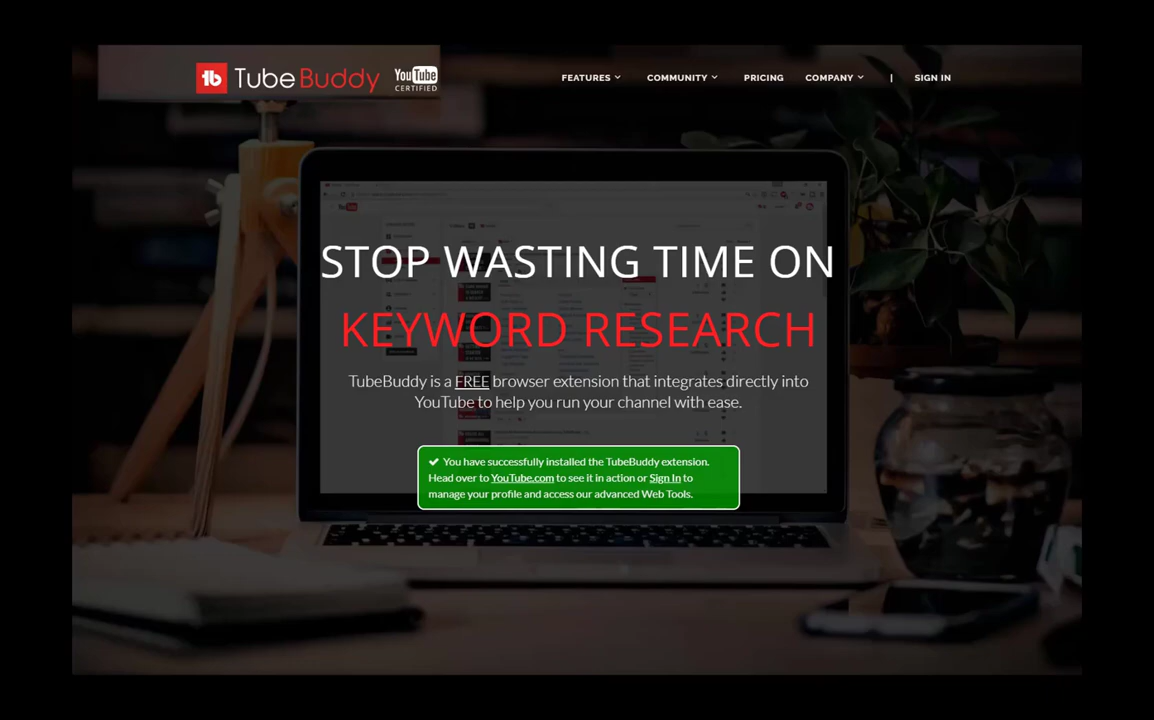 TubeBuddy YouTube CERTIFIED FEATURES COMMUNITY PRICING COMPANY | SIGN IN
STOP WASTING TIME ON
KEYWORD RESEARCH
TubeBuddy is a FREE browser extension that integrates directly into
YouTube to help you run your channel with ease.
You have successfully installed the TubeBuddy extension.
Head over to YouTube.com to see it in action or Sign In to
manage your profile and access our advanced Web Tools.